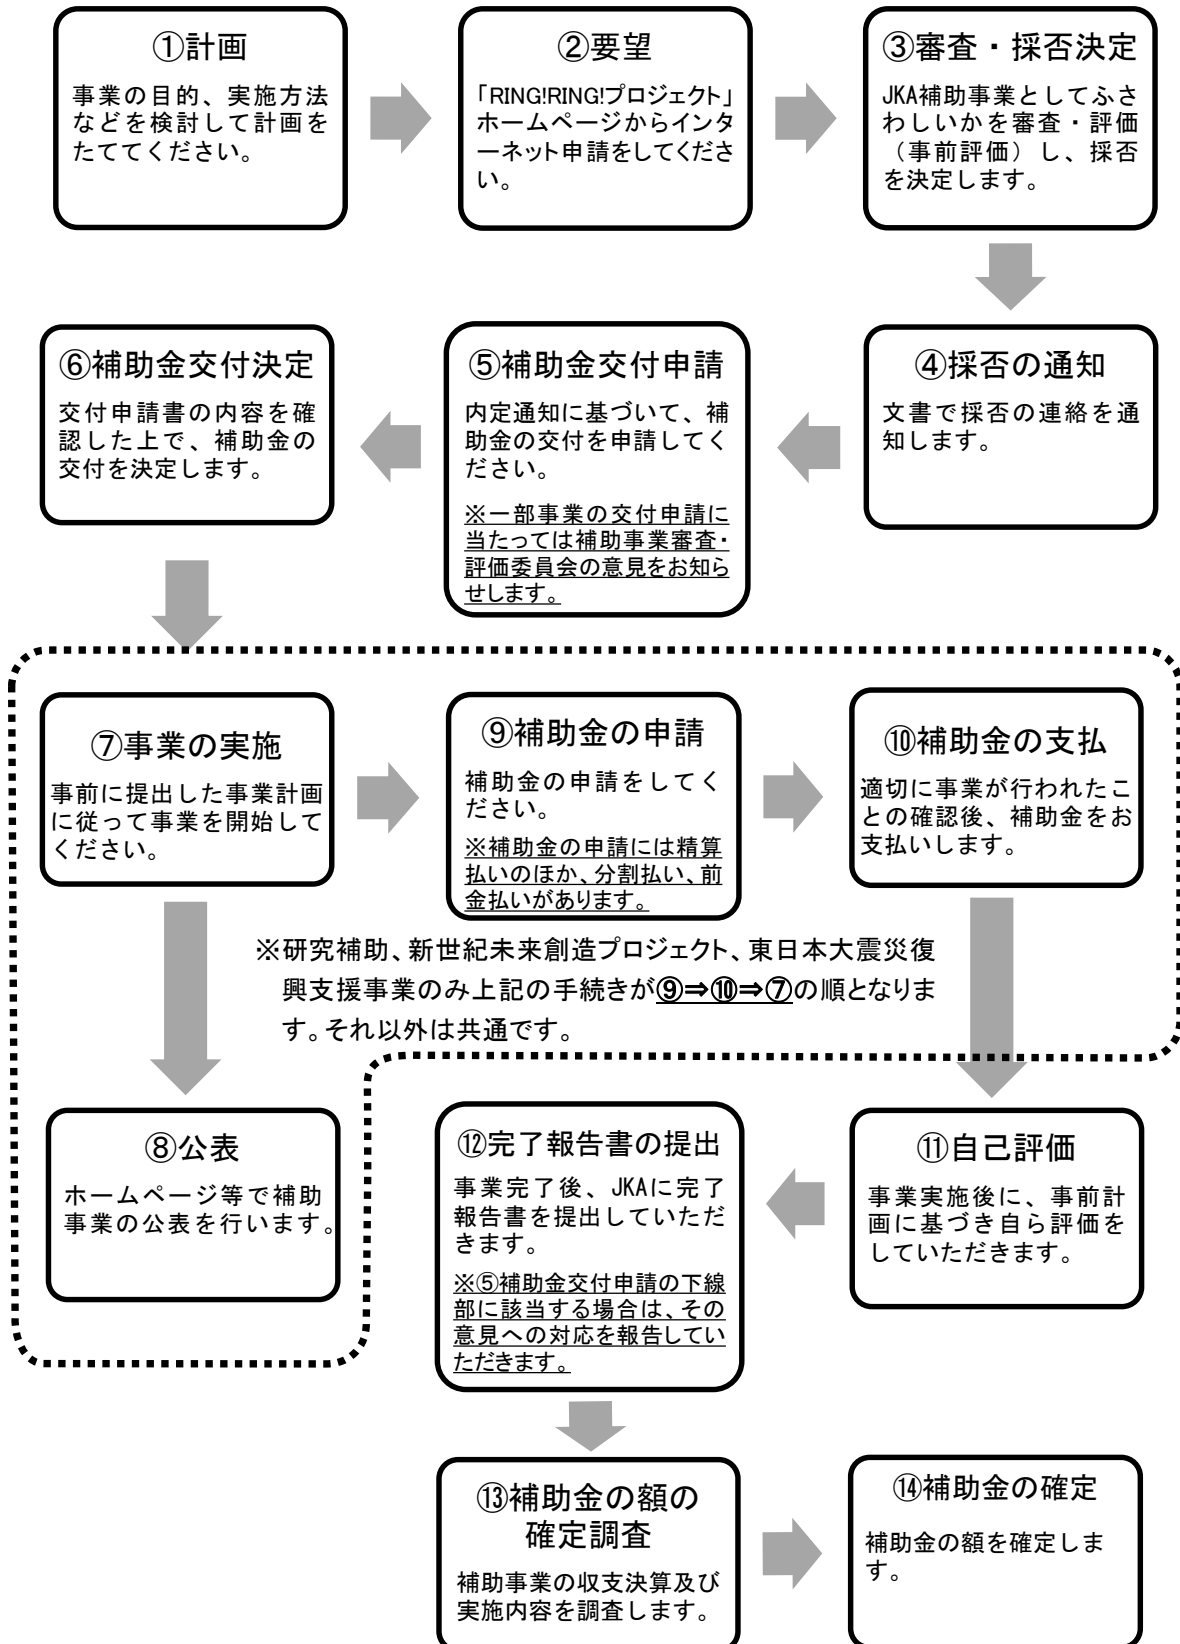 ①計画
事業の目的、実施方法
などを検討して計画を
たててください。
②要望
「RING!RING!プロジェクト」
ホームページからインタ
ーネット申請をしてくださ
い。
③審査・採否決定
JKA補助事業としてふさ
わしいかを審査・評価
（事前評価）し、採否
を決定します。
④採否の通知
文書で採否の連絡を通
知します。
⑤補助金交付申請
内定通知に基づいて、補
助金の交付を申請してく
ださい。
※一部事業の交付申請に
当たっては補助事業審査・
評価委員会の意見をお知ら
せします。
⑥補助金交付決定
交付申請書の内容を確
認した上で、補助金の
交付を決定します。
⑦事業の実施
事前に提出した事業計画
に従って事業を開始して
ください。
⑨補助金の申請
補助金の申請をしてく
ださい。
※補助金の申請には精算
払いのほか、分割払い、前
金払いがあります。
⑩補助金の支払
適切に事業が行われたこ
との確認後、補助金をお
支払いします。
※研究補助、新世紀未来創造プロジェクト、東日本大震災復
興支援事業のみ上記の手続きが⑨⇒⑩⇒⑦の順となりま
す。それ以外は共通です。
⑧公表
ホームページ等で補助
事業の公表を行います。
⑪自己評価
事業実施後に、事前計
画に基づき自ら評価を
していただきます。
⑫完了報告書の提出
事業完了後、JKAに完了
報告書を提出していただ
きます。
※⑤補助金交付申請の下線
部に該当する場合は、その
意見への対応を報告してい
ただきます。
⑬補助金の額の
確定調査
補助事業の収支決算及び
実施内容を調査します。
⑭補助金の確定
補助金の額を確定しま
す。